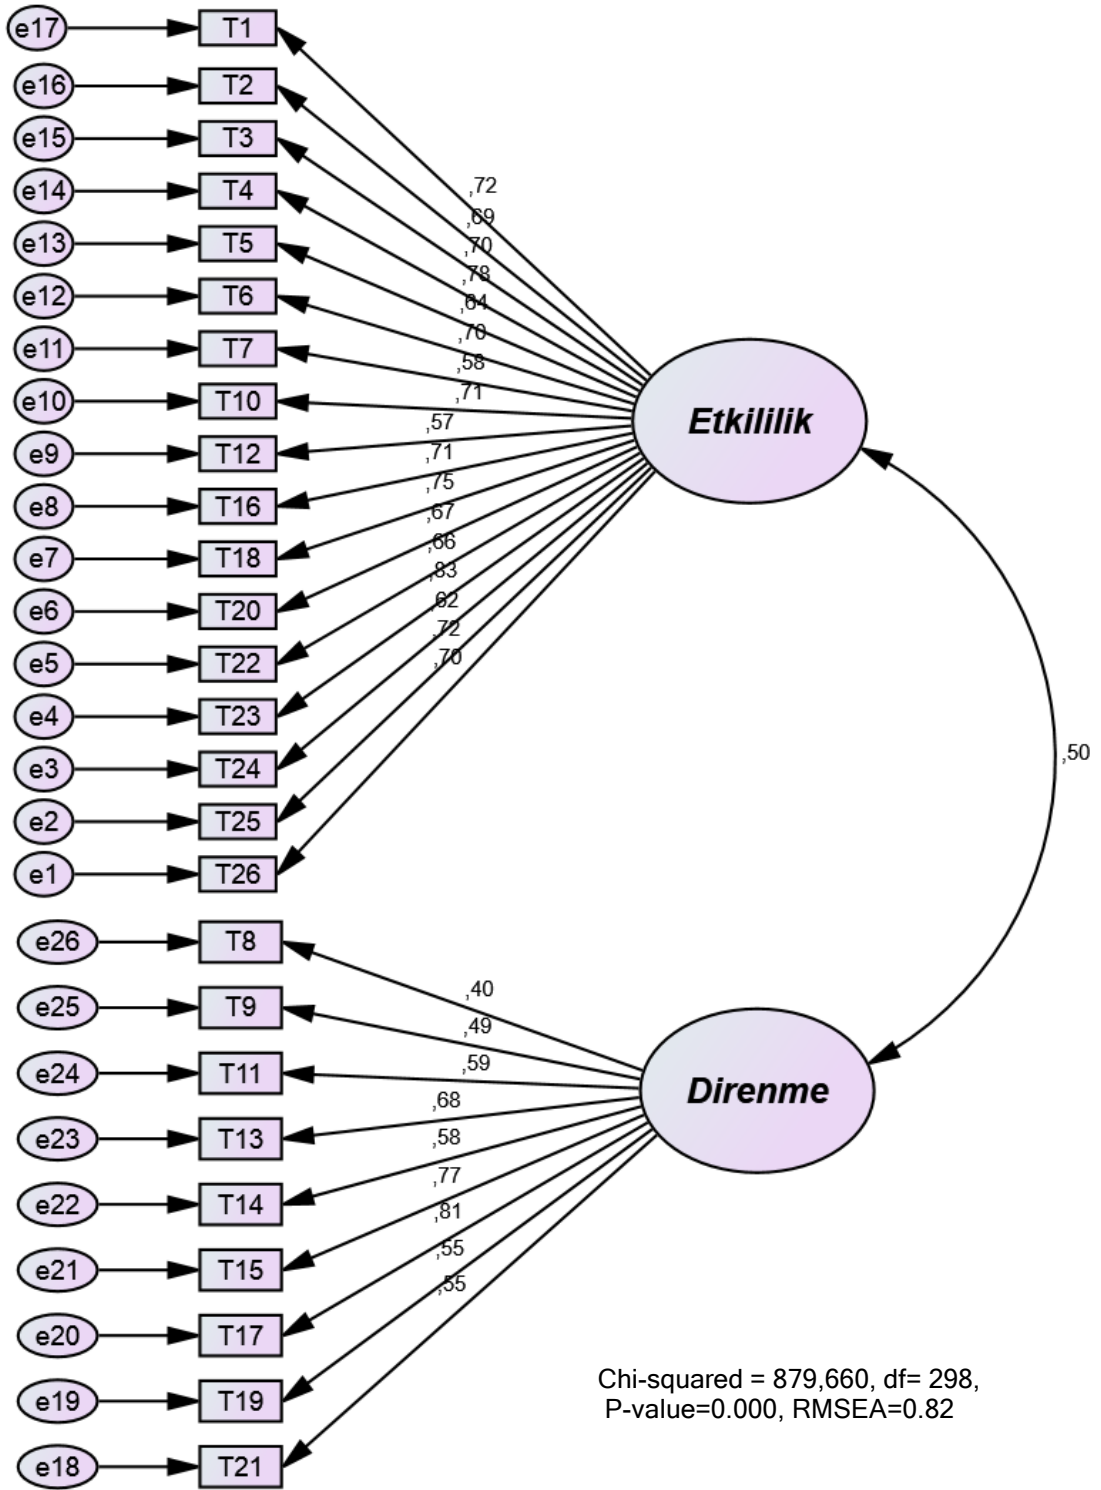 e17 T1
e16 T2
e15 T3
e14 T4
e13 T5
e12 T6
e11 T7
e10 T10
e9 T12
e8 T16
e7 T18
e6 T20
e5 T22
e4 T23
e3 T24
e2 T25
e1 T26
,72
,69
,70
,78
,64
,70
,58
,71
,57
,71
,75
,67
,66
,83
,62
,72
,70
Etkililik
,50
e26 T8
e25 T9
e24 T11
e23 T13
e22 T14
e21 T15
e20 T17
e19 T19
e18 T21
,40
,49
,59
,68
,58
,77
,81
,55
,55
Direnme
Chi-squared = 879,660, df= 298,
P-value=0.000, RMSEA=0.82